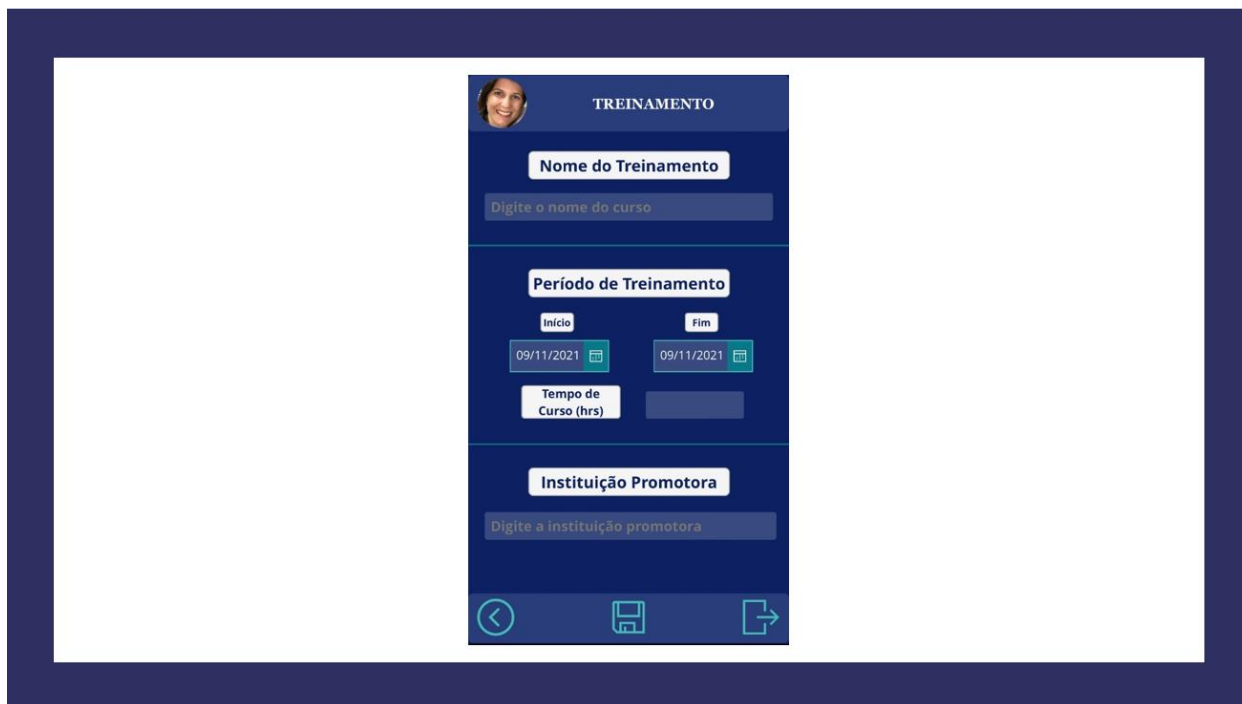 TREINAMENTO
Nome do Treinamento
Digite o nome do curso
Período de Treinamento
Início
Fim
09/11/2021
09/11/2021
Tempo de
Curso (hrs)
Instituição Promotora
Digite a instituição promotora